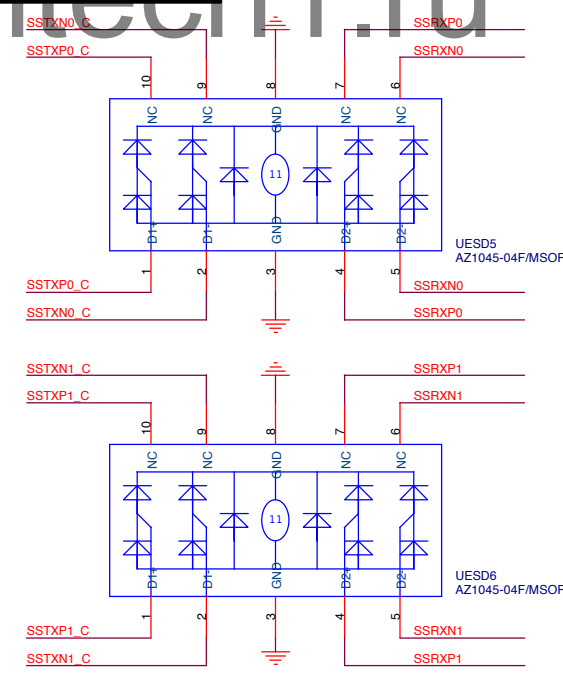 SSTXN0_C SSRXP0
SSTXP0_C SSRXN0
10 9 8 7 6
NC NC GND NC NC
11
D1+ D1- GND D2+ D2-
UESD5
AZ1045-04F/MSOP
1 2 3 4 5
SSTXP0_C SSRXN0
SSTXN0_C SSRXP0
SSTXN1_C SSRXP1
SSTXP1_C SSRXN1
10 9 8 7 6
NC NC GND NC NC
11
D1+ D1- GND D2+ D2-
UESD6
AZ1045-04F/MSOP
1 2 3 4 5
SSTXP1_C SSRXN1
SSTXN1_C SSRXP1